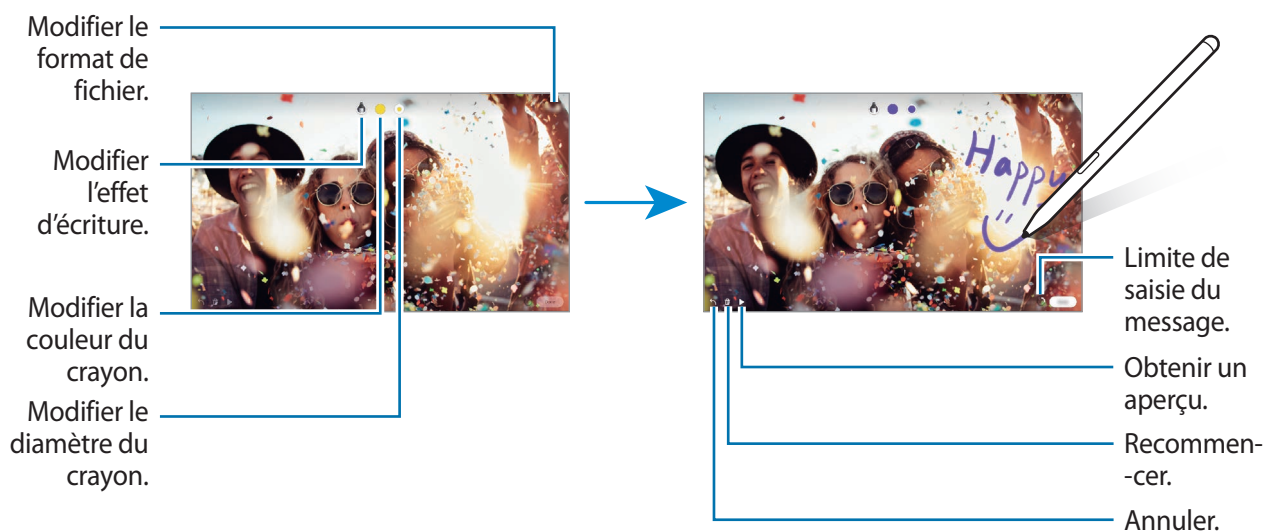 Modifier le
format de
fichier.
Modifier
l'effet
d'écriture.
Modifier la
couleur du
crayon.
Modifier le
diamètre du
crayon.
Happy
Limite de
saisie du
message.
Obtenir un
aperçu.
Recommen-
-cer.
Annuler.